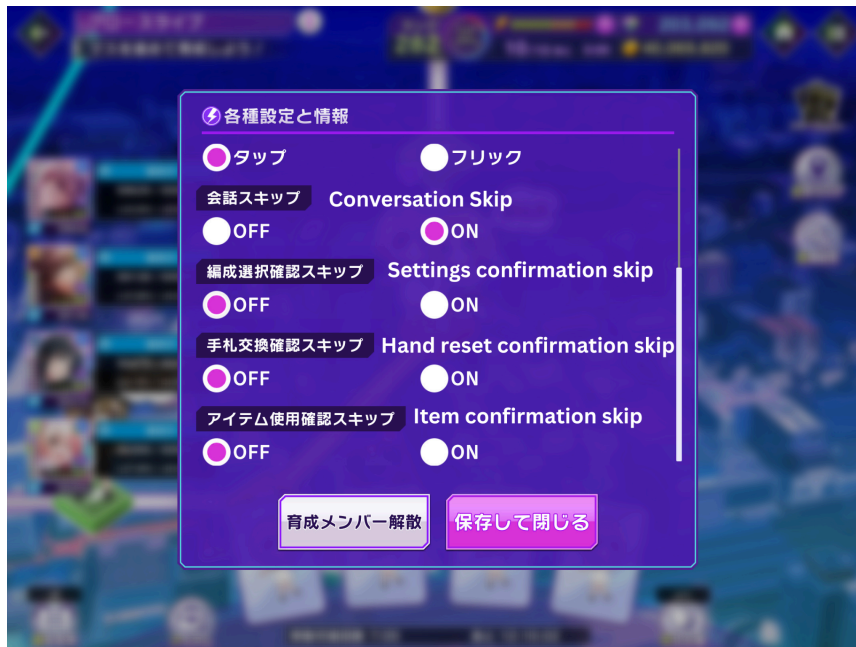 各種設定と情報
タップ フリック
会話スキップ Conversation Skip
OFF ON
編成選択確認スキップ Settings confirmation skip
OFF ON
手札交換確認スキップ Hand reset confirmation skip
OFF ON
アイテム使用確認スキップ Item confirmation skip
OFF ON
育成メンバー解散 保存して閉じる